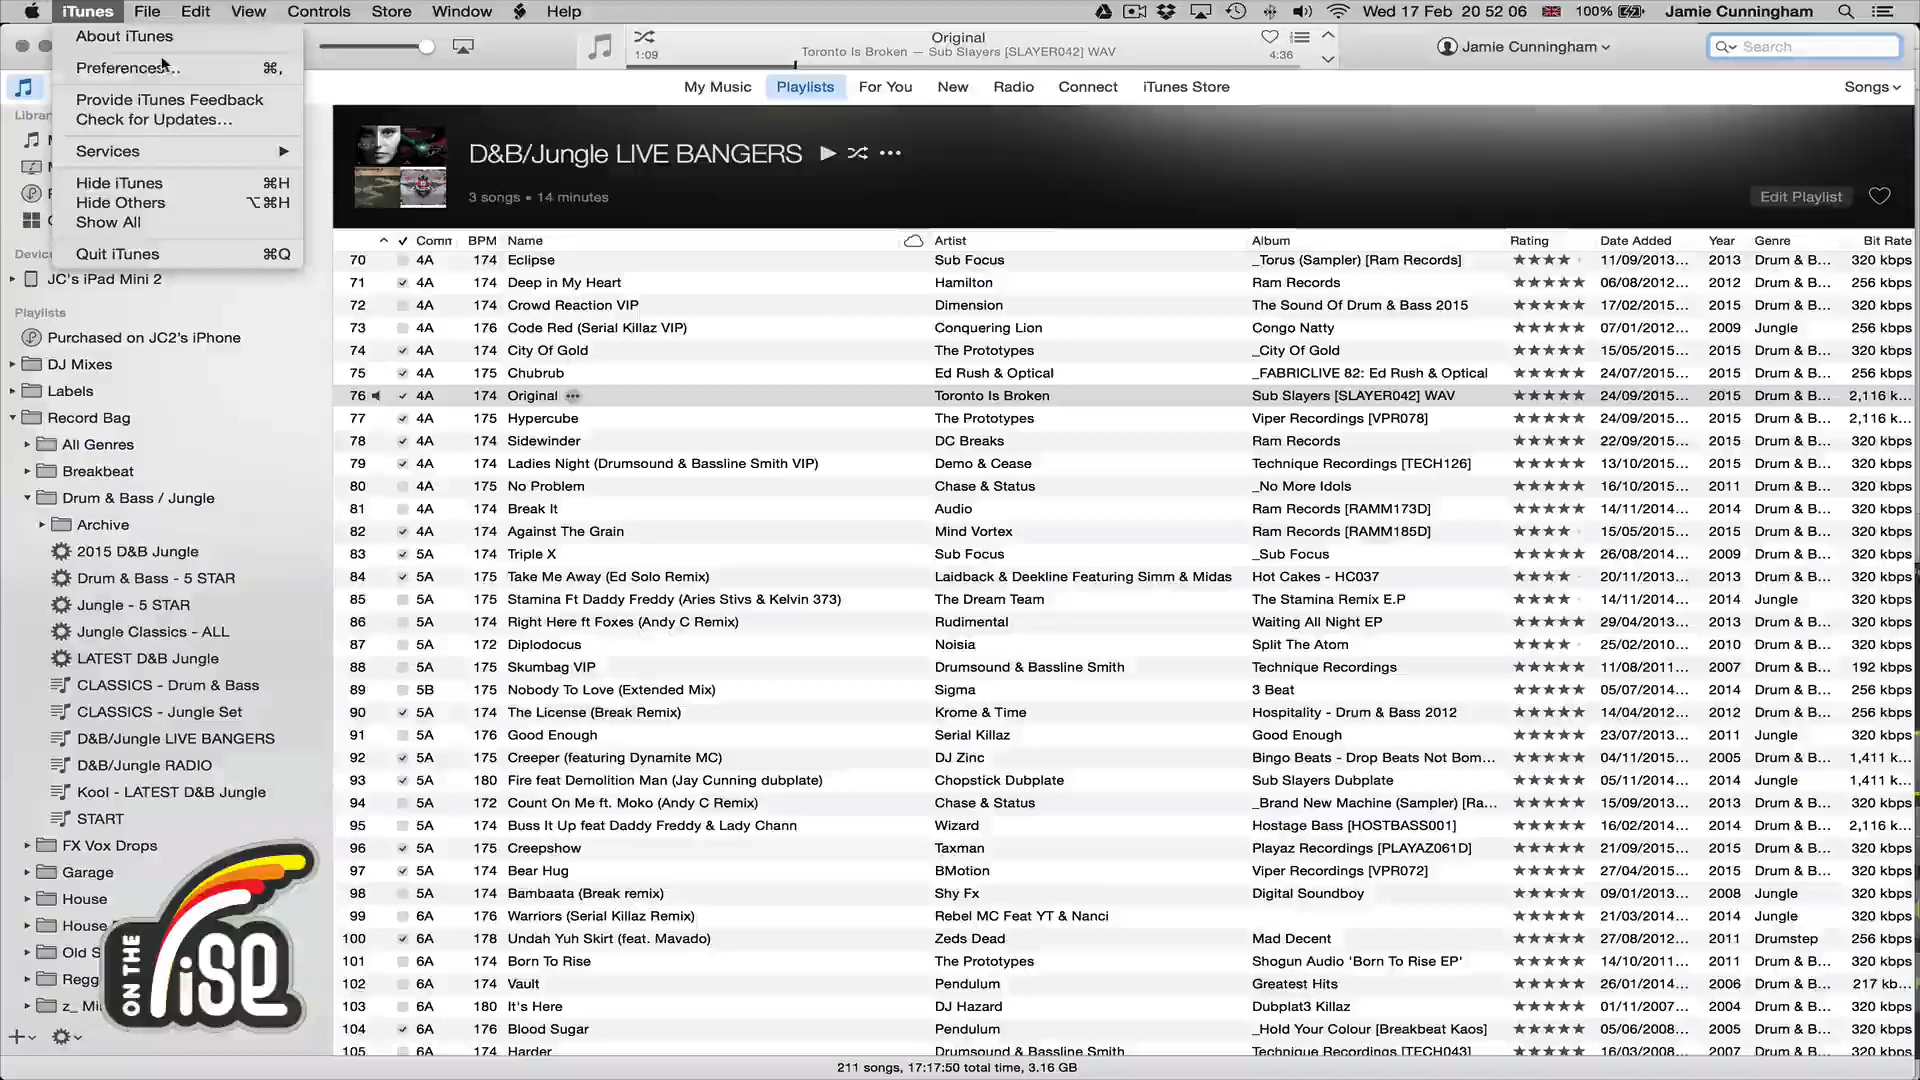 iTunes File Edit View Controls Store Window Help Wed 17 Feb 20 52 06 100% Jamie Cunningham
About iTunes
Preferences… ⌘,
Provide iTunes Feedback
Check for Updates…
Services ▶
Hide iTunes ⌘H
Hide Others ⌥⌘H
Show All
Quit iTunes ⌘Q
Original
1:09 Toronto Is Broken — Sub Slayers [SLAYER042] WAV 4:36
Jamie Cunningham
Search
My Music Playlists For You New Radio Connect iTunes Store Songs
D&B/Jungle LIVE BANGERS
3 songs • 14 minutes
Edit Playlist
JC's iPad Mini 2
Playlists
Purchased on JC2's iPhone
DJ Mixes
Labels
Record Bag
All Genres
Breakbeat
Drum & Bass / Jungle
Archive
2015 D&B Jungle
Drum & Bass - 5 STAR
Jungle - 5 STAR
Jungle Classics - ALL
LATEST D&B Jungle
CLASSICS - Drum & Bass
CLASSICS - Jungle Set
D&B/Jungle LIVE BANGERS
D&B/Jungle RADIO
Kool - LATEST D&B Jungle
START
FX Vox Drops
Garage
House
House
Old S
Regg
z_ Mi
ON THE rise
Comm BPM Name Artist Album Rating Date Added Year Genre Bit Rate
70 4A 174 Eclipse Sub Focus _Torus (Sampler) [Ram Records] ★★★★ 11/09/2013... 2013 Drum & B... 320 kbps
71 4A 174 Deep in My Heart Hamilton Ram Records ★★★★★ 06/08/2012... 2012 Drum & B... 256 kbps
72 4A 174 Crowd Reaction VIP Dimension The Sound Of Drum & Bass 2015 ★★★★★ 17/02/2015... 2015 Drum & B... 320 kbps
73 4A 176 Code Red (Serial Killaz VIP) Conquering Lion Congo Natty ★★★★★ 07/01/2012... 2009 Jungle 256 kbps
74 4A 174 City Of Gold The Prototypes _City Of Gold ★★★★★ 15/05/2015... 2015 Drum & B... 320 kbps
75 4A 175 Chubrub Ed Rush & Optical _FABRICLIVE 82: Ed Rush & Optical ★★★★★ 24/07/2015... 2015 Drum & B... 320 kbps
76 4A 174 Original Toronto Is Broken Sub Slayers [SLAYER042] WAV ★★★★★ 24/09/2015... 2015 Drum & B... 2,116 k...
77 4A 175 Hypercube The Prototypes Viper Recordings [VPR078] ★★★★★ 24/09/2015... 2015 Drum & B... 2,116 k...
78 4A 174 Sidewinder DC Breaks Ram Records ★★★★★ 22/09/2015... 2015 Drum & B... 320 kbps
79 4A 174 Ladies Night (Drumsound & Bassline Smith VIP) Demo & Cease Technique Recordings [TECH126] ★★★★★ 13/10/2015... 2015 Drum & B... 320 kbps
80 4A 175 No Problem Chase & Status _No More Idols ★★★★★ 16/10/2015... 2011 Drum & B... 320 kbps
81 4A 174 Break It Audio Ram Records [RAMM173D] ★★★★★ 14/11/2014... 2014 Drum & B... 320 kbps
82 4A 174 Against The Grain Mind Vortex Ram Records [RAMM185D] ★★★★ 15/05/2015... 2015 Drum & B... 320 kbps
83 5A 174 Triple X Sub Focus _Sub Focus ★★★★★ 26/08/2014... 2009 Drum & B... 320 kbps
84 5A 175 Take Me Away (Ed Solo Remix) Laidback & Deekline Featuring Simm & Midas Hot Cakes - HC037 ★★★★ 20/11/2013... 2013 Drum & B... 320 kbps
85 5A 175 Stamina Ft Daddy Freddy (Aries Stivs & Kelvin 373) The Dream Team The Stamina Remix E.P ★★★★ 14/11/2014... 2014 Jungle 320 kbps
86 5A 174 Right Here ft Foxes (Andy C Remix) Rudimental Waiting All Night EP ★★★★★ 29/04/2013... 2013 Drum & B... 320 kbps
87 5A 172 Diplodocus Noisia Split The Atom ★★★★ 25/02/2010... 2010 Drum & B... 320 kbps
88 5A 175 Skumbag VIP Drumsound & Bassline Smith Technique Recordings ★★★★★ 11/08/2011... 2007 Drum & B... 192 kbps
89 5B 175 Nobody To Love (Extended Mix) Sigma 3 Beat ★★★★★ 05/07/2014... 2014 Drum & B... 256 kbps
90 5A 174 The License (Break Remix) Krome & Time Hospitality - Drum & Bass 2012 ★★★★★ 14/04/2012... 2012 Drum & B... 256 kbps
91 5A 176 Good Enough Serial Killaz Good Enough ★★★★★ 23/07/2013... 2011 Jungle 320 kbps
92 5A 175 Creeper (featuring Dynamite MC) DJ Zinc Bingo Beats - Drop Beats Not Bom... ★★★★★ 04/11/2015... 2005 Drum & B... 1,411 k...
93 5A 180 Fire feat Demolition Man (Jay Cunning dubplate) Chopstick Dubplate Sub Slayers Dubplate ★★★★★ 05/11/2014... 2014 Jungle 1,411 k...
94 5A 172 Count On Me ft. Moko (Andy C Remix) Chase & Status _Brand New Machine (Sampler) [Ra... ★★★★★ 15/09/2013... 2013 Drum & B... 320 kbps
95 5A 174 Buss It Up feat Daddy Freddy & Lady Chann Wizard Hostage Bass [HOSTBASS001] ★★★★★ 16/02/2014... 2014 Drum & B... 2,116 k...
96 5A 175 Creepshow Taxman Playaz Recordings [PLAYAZ061D] ★★★★★ 21/09/2015... 2015 Drum & B... 320 kbps
97 5A 174 Bear Hug BMotion Viper Recordings [VPR072] ★★★★★ 27/04/2015... 2015 Drum & B... 320 kbps
98 5A 174 Bambaata (Break remix) Shy Fx Digital Soundboy ★★★★★ 09/01/2013... 2008 Jungle 320 kbps
99 6A 176 Warriors (Serial Killaz Remix) Rebel MC Feat YT & Nanci ★★★★★ 21/03/2014... 2014 Jungle 320 kbps
100 6A 178 Undah Yuh Skirt (feat. Mavado) Zeds Dead Mad Decent ★★★★★ 27/08/2012... 2011 Drumstep 256 kbps
101 6A 174 Born To Rise The Prototypes Shogun Audio 'Born To Rise EP' ★★★★★ 14/10/2011... 2011 Drum & B... 320 kbps
102 6A 174 Vault Pendulum Greatest Hits ★★★★★ 26/01/2014... 2006 Drum & B... 217 kb...
103 6A 180 It's Here DJ Hazard Dubplat3 Killaz ★★★★★ 01/11/2007... 2004 Drum & B... 320 kbps
104 6A 176 Blood Sugar Pendulum _Hold Your Colour [Breakbeat Kaos] ★★★★★ 05/06/2008... 2005 Drum & B... 320 kbps
105 6A 174 Harder Drumsound & Bassline Smith Technique Recordings [TECH043] ★★★★★ 16/03/2008... 2007 Drum & B... 320 kbps
211 songs, 17:17:50 total time, 3.16 GB